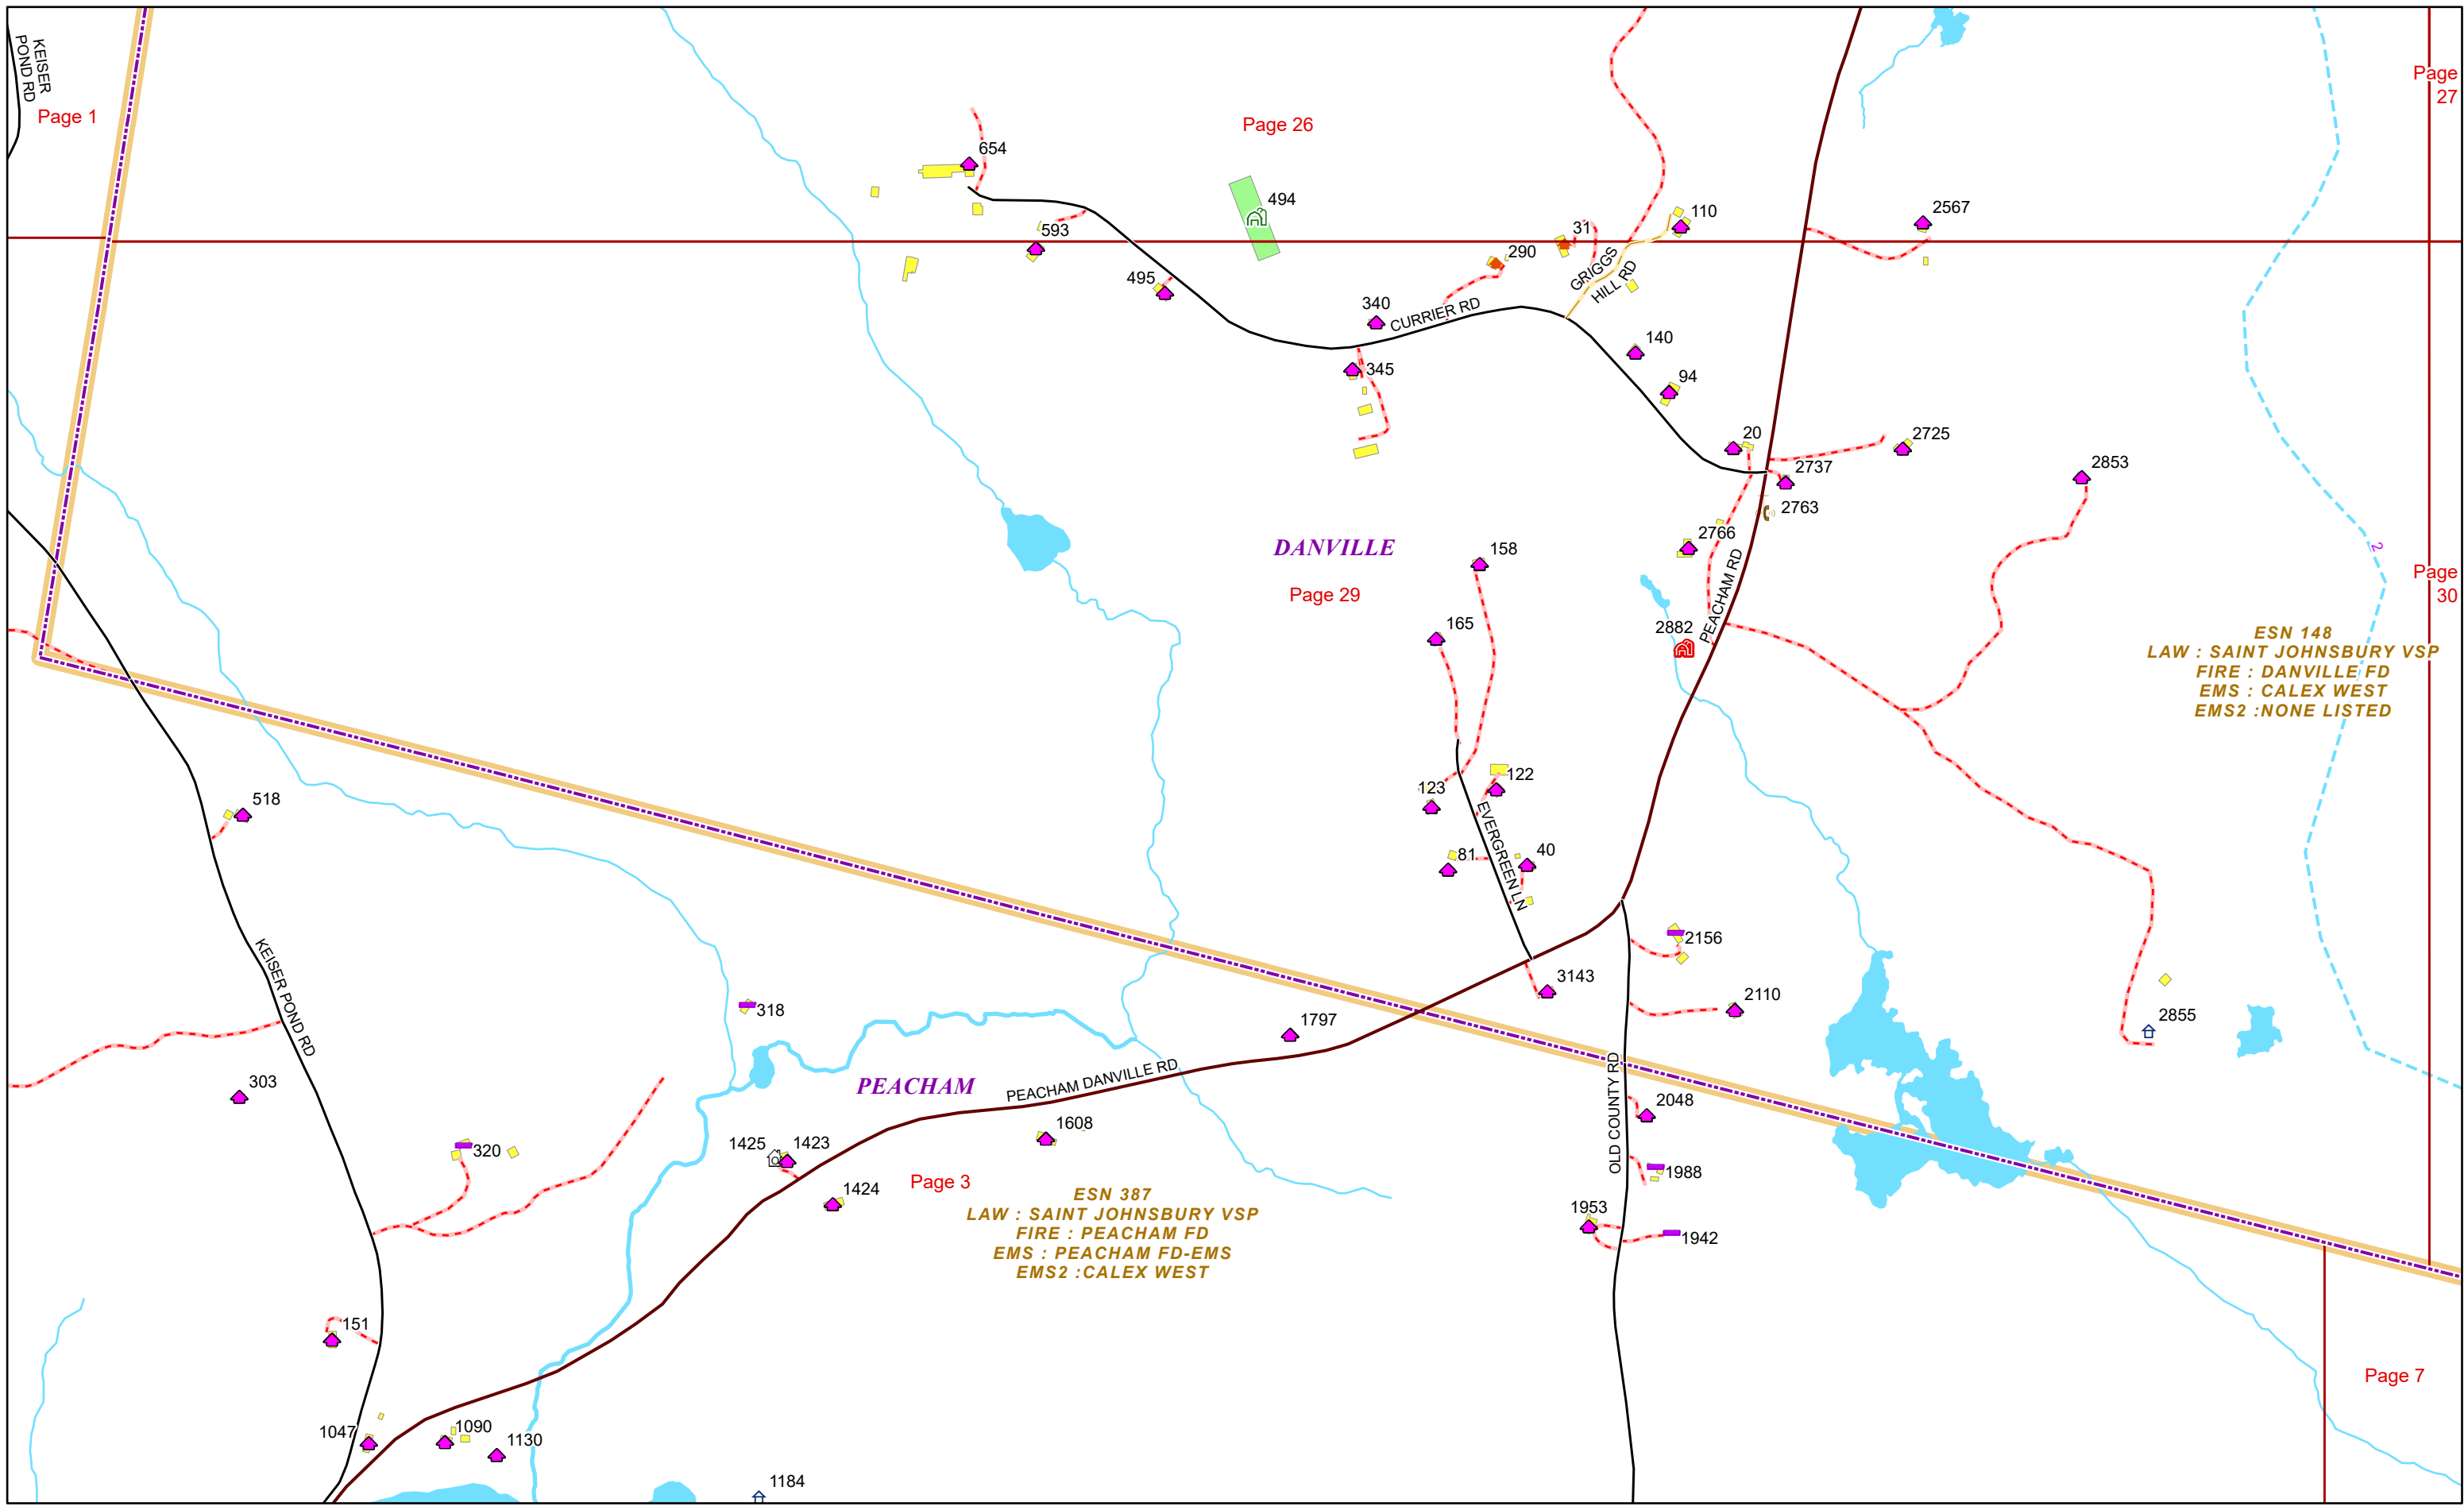 KEISER
POND RD
Page 1
Page
27
Page 26
654
494
593
495
31
110
2567
290
GRIGGS
HILL RD
340
CURRIER RD
345
140
94
20
2725
2737
2853
2763
2766
DANVILLE
Page 29
158
165
PEACHAM RD
2882
2
Page
30
ESN 148
LAW : SAINT JOHNSBURY VSP
FIRE : DANVILLE FD
EMS : CALEX WEST
EMS2 :NONE LISTED
518
122
123
EVERGREEN LN
81
40
2156
3143
2110
2855
KEISER POND RD
318
1797
PEACHAM
PEACHAM DANVILLE RD
OLD COUNTY RD
303
2048
320
1425
1423
1608
1988
1424
Page 3
1953
1942
ESN 387
LAW : SAINT JOHNSBURY VSP
FIRE : PEACHAM FD
EMS : PEACHAM FD-EMS
EMS2 :CALEX WEST
151
Page 7
1047
1090
1130
1184